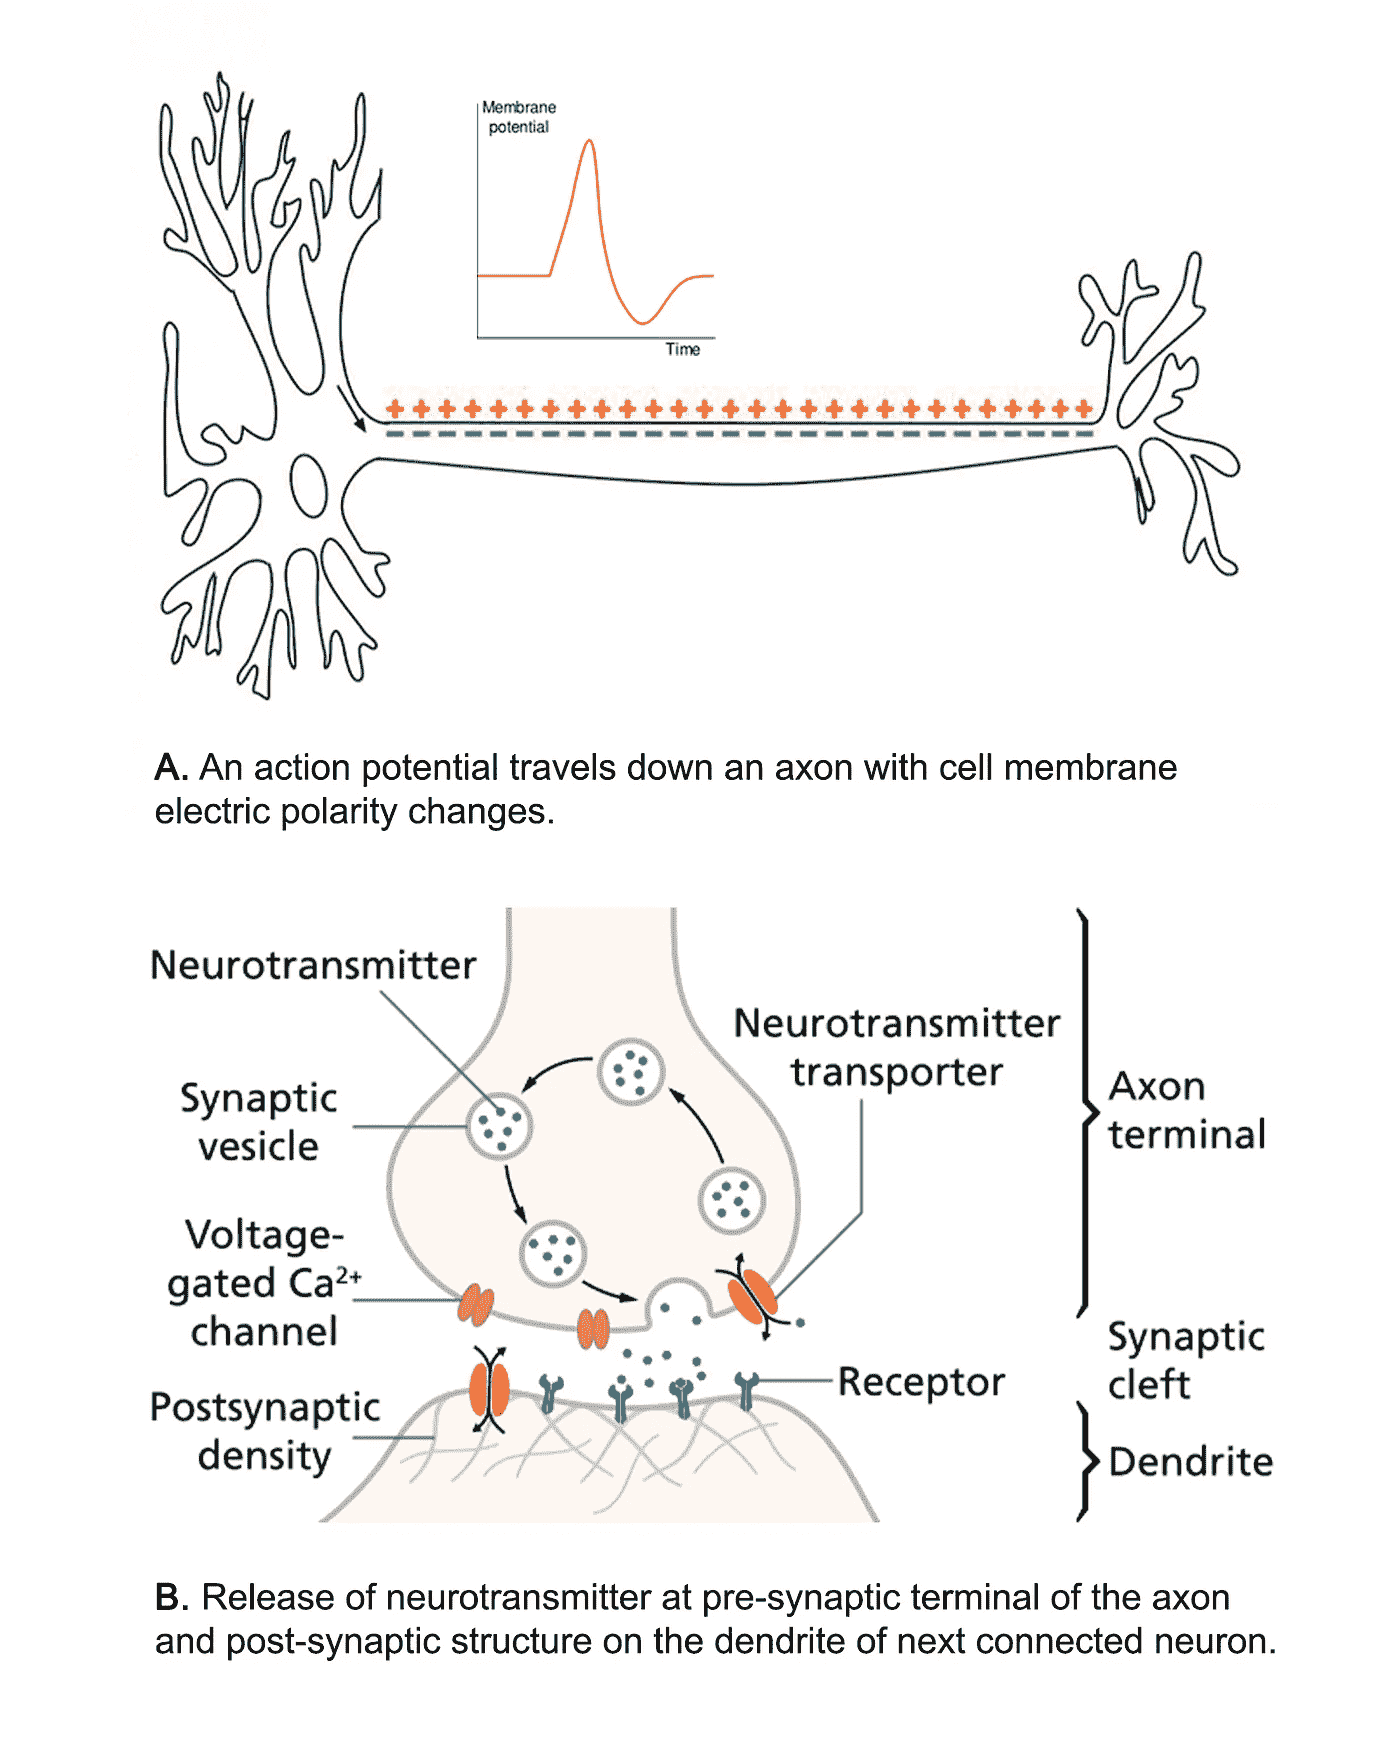 Membrane
potential
Time
A. An action potential travels down an axon with cell membrane
electric polarity changes.
Neurotransmitter
Neurotransmitter
transporter
Synaptic
vesicle
Axon
terminal
Voltage-
gated Ca²⁺
channel
Synaptic
cleft
Receptor
Postsynaptic
density
Dendrite
B. Release of neurotransmitter at pre-synaptic terminal of the axon
and post-synaptic structure on the dendrite of next connected neuron.